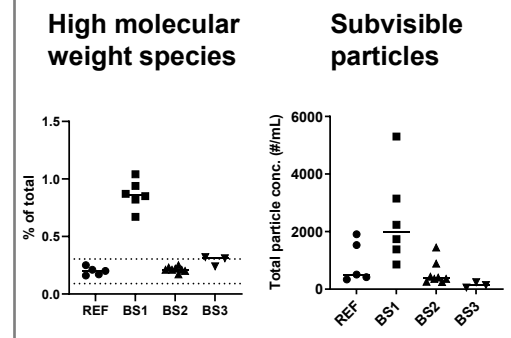 High molecular
weight species
% of total
1.5
1.0
0.5
0.0
REF BS1 BS2 BS3
Subvisible
particles
Total particle conc. (#/mL)
6000
4000
2000
0
REF BS1 BS2 BS3